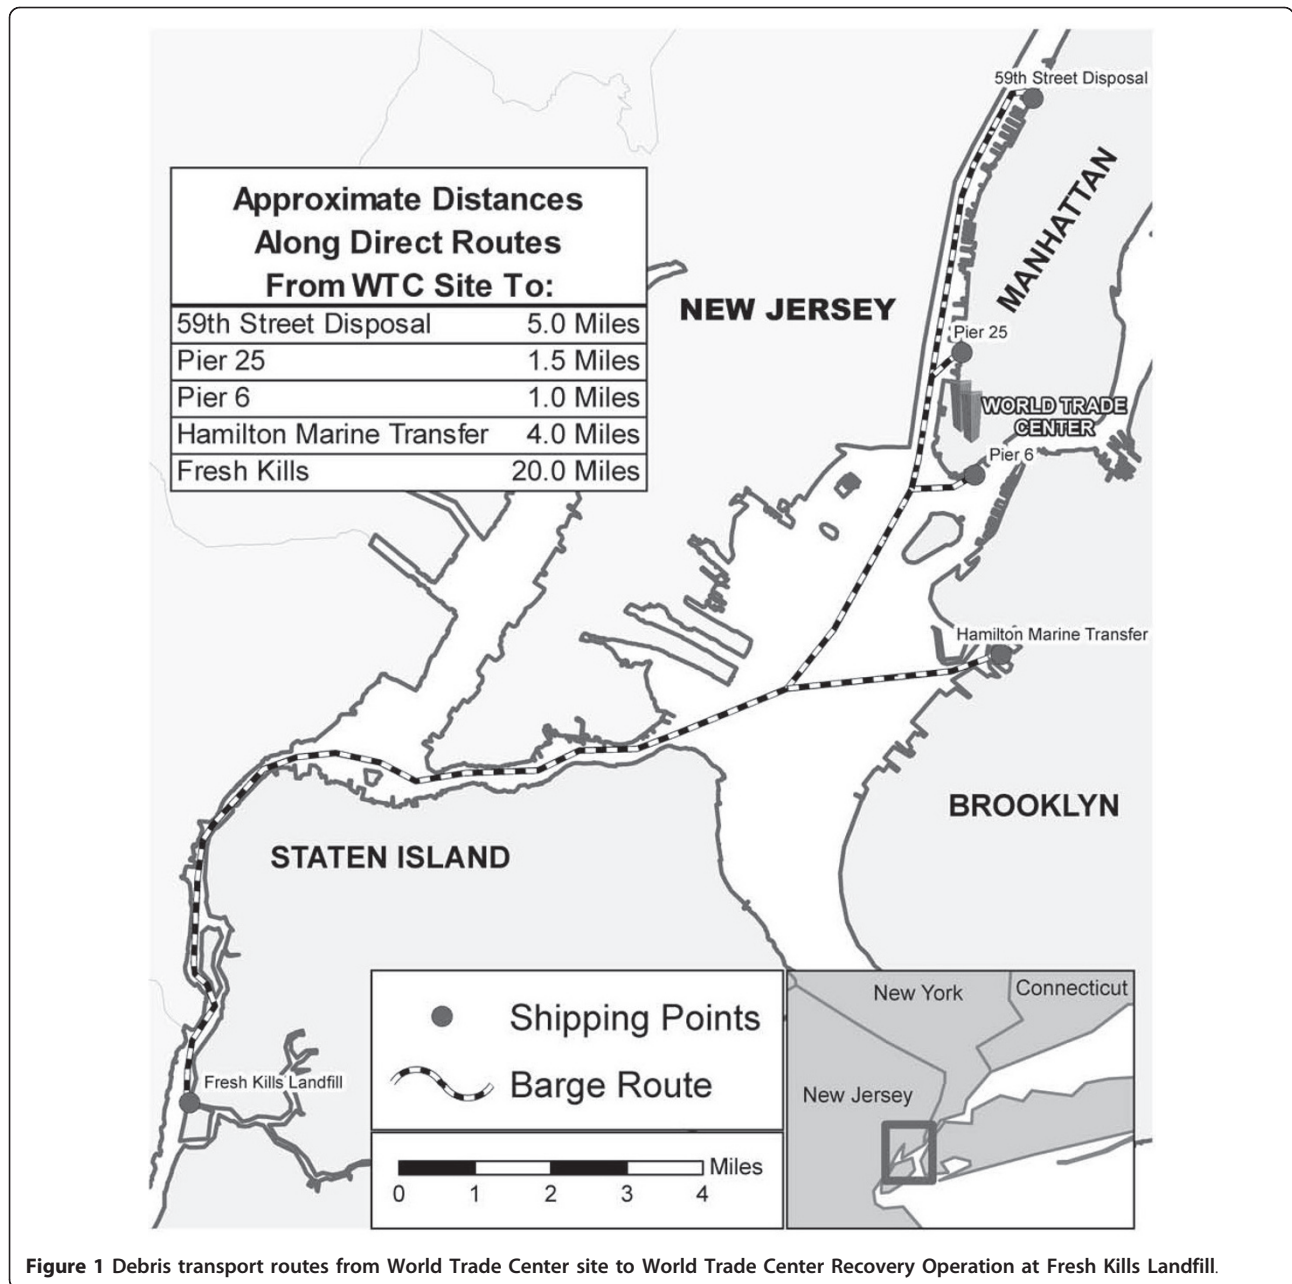 59th Street Disposal
MANHATTAN
Approximate Distances
Along Direct Routes
From WTC Site To:
59th Street Disposal 5.0 Miles
Pier 25 1.5 Miles
Pier 6 1.0 Miles
Hamilton Marine Transfer 4.0 Miles
Fresh Kills 20.0 Miles
NEW JERSEY
Pier 25
WORLD TRADE
CENTER
Pier 6
Hamilton Marine Transfer
BROOKLYN
STATEN ISLAND
Fresh Kills Landfill
Shipping Points
Barge Route
Miles
0 1 2 3 4
New York
Connecticut
New Jersey
Figure 1 Debris transport routes from World Trade Center site to World Trade Center Recovery Operation at Fresh Kills Landfill.